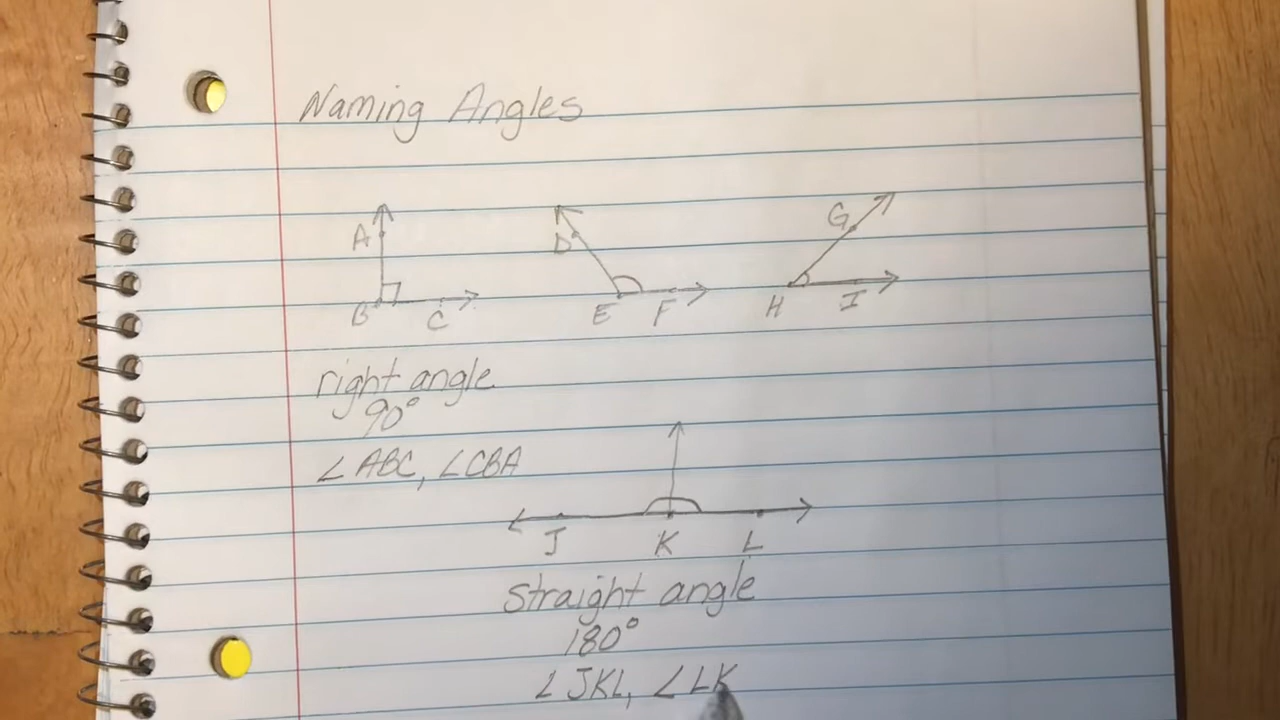 Naming Angles
A D G
B C E F H I
right angle
90°
∠ABC, ∠CBA
J K L
Straight angle
180°
∠JKL, ∠LK